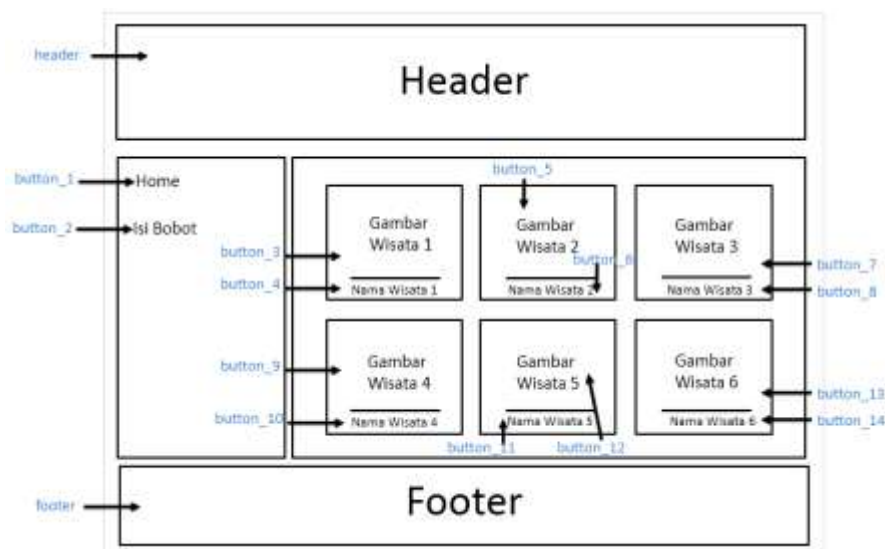 header
Header
button_1
Home
button_2
Isi Bobot
button_5
Gambar
Wisata 1
Gambar
Wisata 2
Gambar
Wisata 3
button_3
button_6
button_7
button_4
Nama Wisata 1
Nama Wisata 2
Nama Wisata 3
button_8
button_9
Gambar
Wisata 4
Gambar
Wisata 5
Gambar
Wisata 6
button_13
button_10
Nama Wisata 4
Nama Wisata 5
Nama Wisata 6
button_14
button_11
button_12
footer
Footer